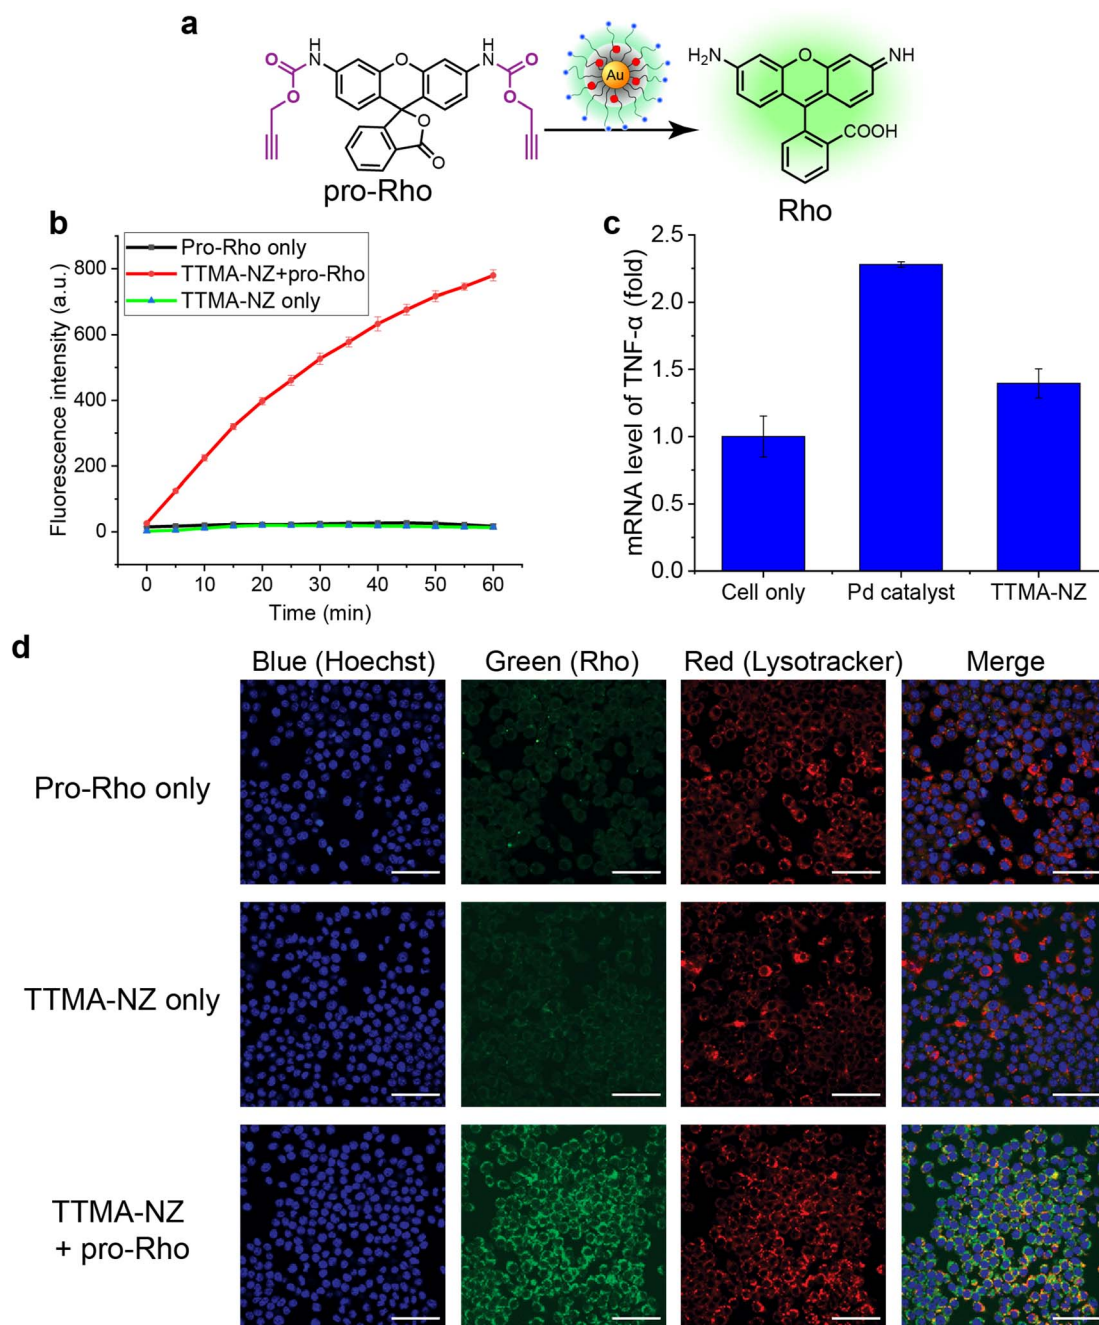 a
H
N
O
O
O
H
N
O
O
O
O
pro-Rho
Au
H₂N
O
NH
COOH
Rho
b
Pro-Rho only
TTMA-NZ+pro-Rho
TTMA-NZ only
Fluorescence intensity (a.u.)
800
600
400
200
0
0 10 20 30 40 50 60
Time (min)
c
mRNA level of TNF-α (fold)
2.5
2.0
1.5
1.0
0.5
0.0
Cell only Pd catalyst TTMA-NZ
d
Blue (Hoechst) Green (Rho) Red (Lysotracker) Merge
Pro-Rho only
TTMA-NZ only
TTMA-NZ
+ pro-Rho